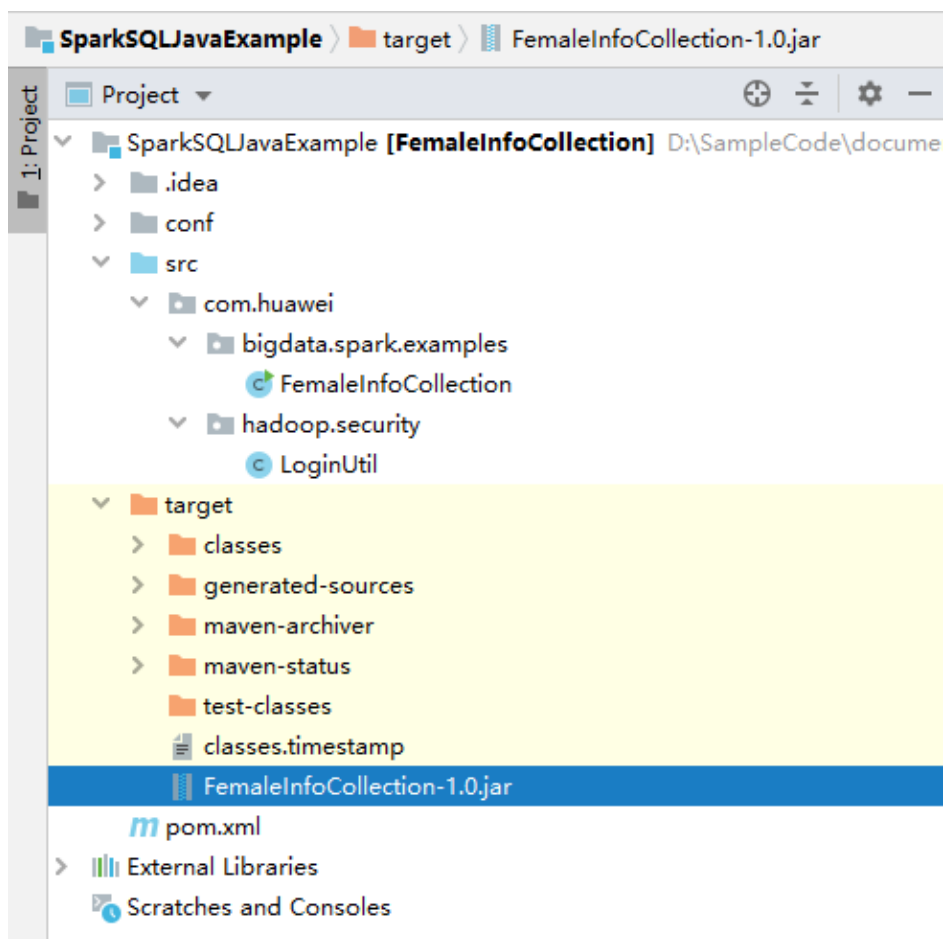 SparkSQLJavaExample target FemaleInfoCollection-1.0.jar
1: Project
Project
SparkSQLJavaExample [FemaleInfoCollection] D:\SampleCode\docume
.idea
conf
src
com.huawei
bigdata.spark.examples
FemaleInfoCollection
hadoop.security
LoginUtil
target
classes
generated-sources
maven-archiver
maven-status
test-classes
classes.timestamp
FemaleInfoCollection-1.0.jar
pom.xml
External Libraries
Scratches and Consoles